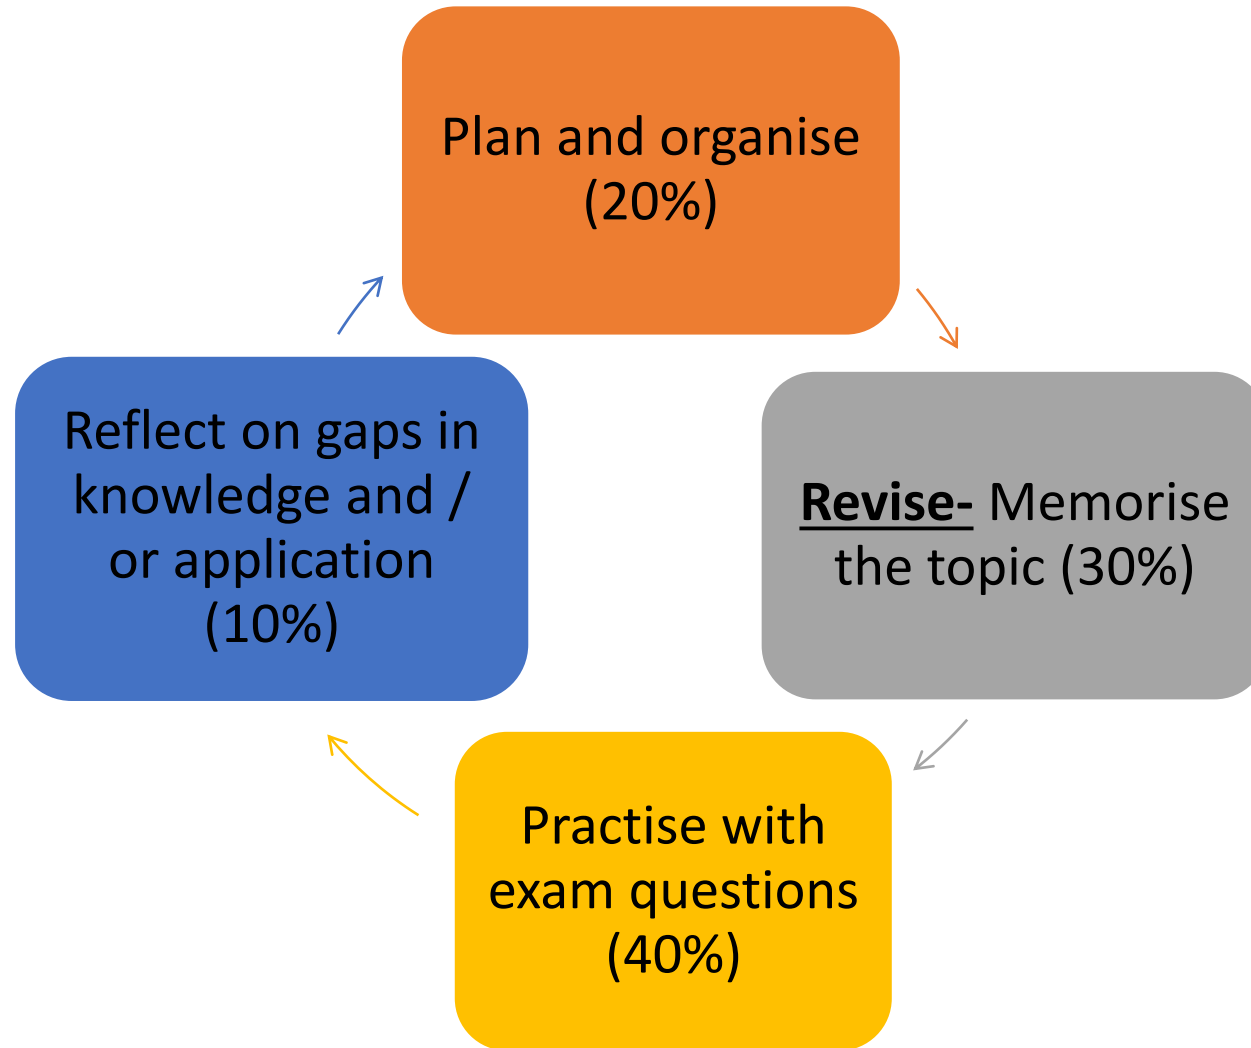 Plan and organise
(20%)
Revise- Memorise
the topic (30%)
Practise with
exam questions
(40%)
Reflect on gaps in
knowledge and /
or application
(10%)